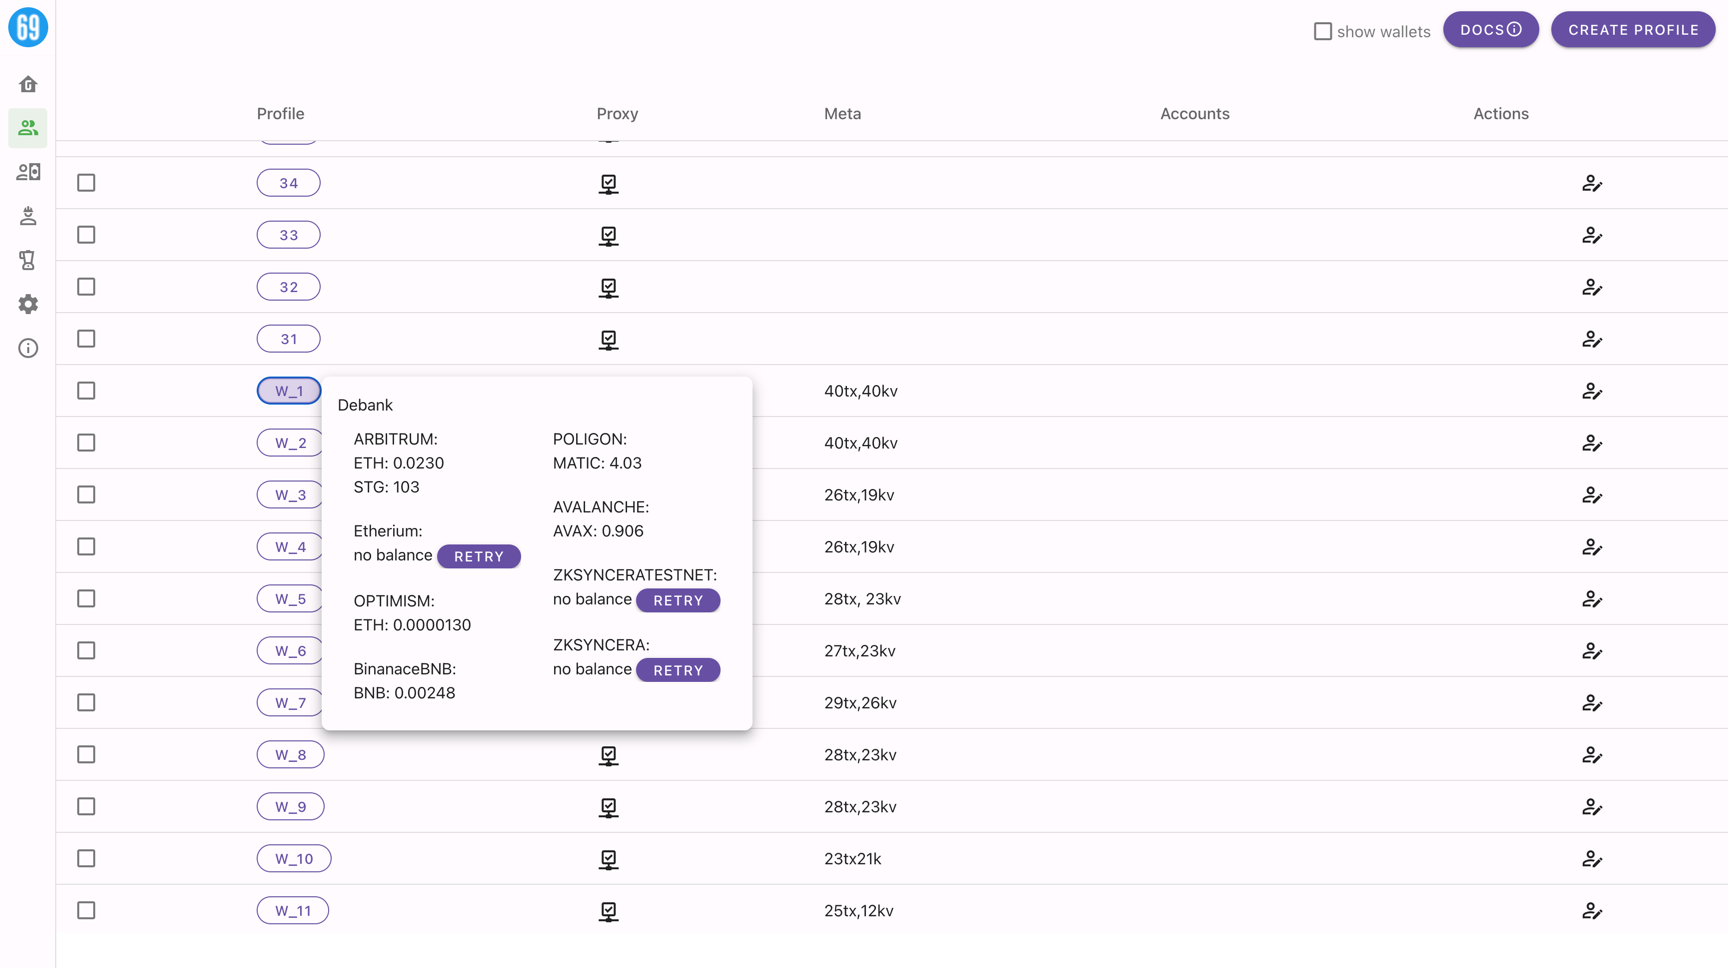 69
show wallets
DOCS
CREATE PROFILE
Profile
Proxy
Meta
Accounts
Actions
34
33
32
31
W_1
40tx,40kv
W_2
40tx,40kv
W_3
26tx,19kv
W_4
26tx,19kv
W_5
28tx, 23kv
W_6
27tx,23kv
W_7
29tx,26kv
W_8
28tx,23kv
W_9
28tx,23kv
W_10
23tx21k
W_11
25tx,12kv
Debank
ARBITRUM:
ETH: 0.0230
STG: 103
Etherium:
no balance RETRY
OPTIMISM:
ETH: 0.0000130
BinanaceBNB:
BNB: 0.00248
POLIGON:
MATIC: 4.03
AVALANCHE:
AVAX: 0.906
ZKSYNCERATESTNET:
no balance RETRY
ZKSYNCERA:
no balance RETRY